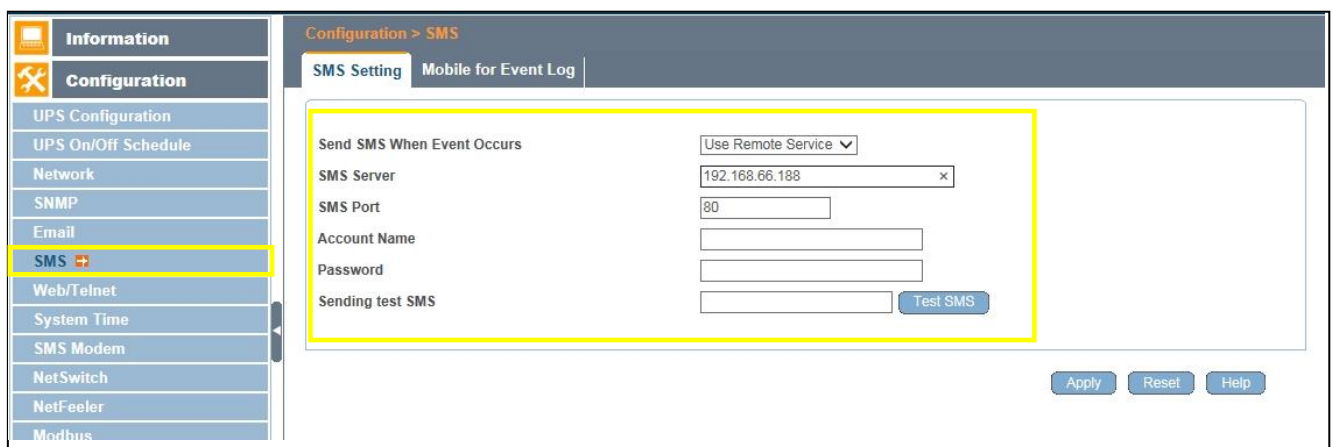 Information
Configuration
UPS Configuration
UPS On/Off Schedule
Network
SNMP
Email
SMS
Web/Telnet
System Time
SMS Modem
NetSwitch
NetFeeler
Modbus
Configuration > SMS
SMS Setting Mobile for Event Log
Send SMS When Event Occurs Use Remote Service
SMS Server 192.168.66.188 ×
SMS Port 80
Account Name
Password
Sending test SMS Test SMS
Apply Reset Help